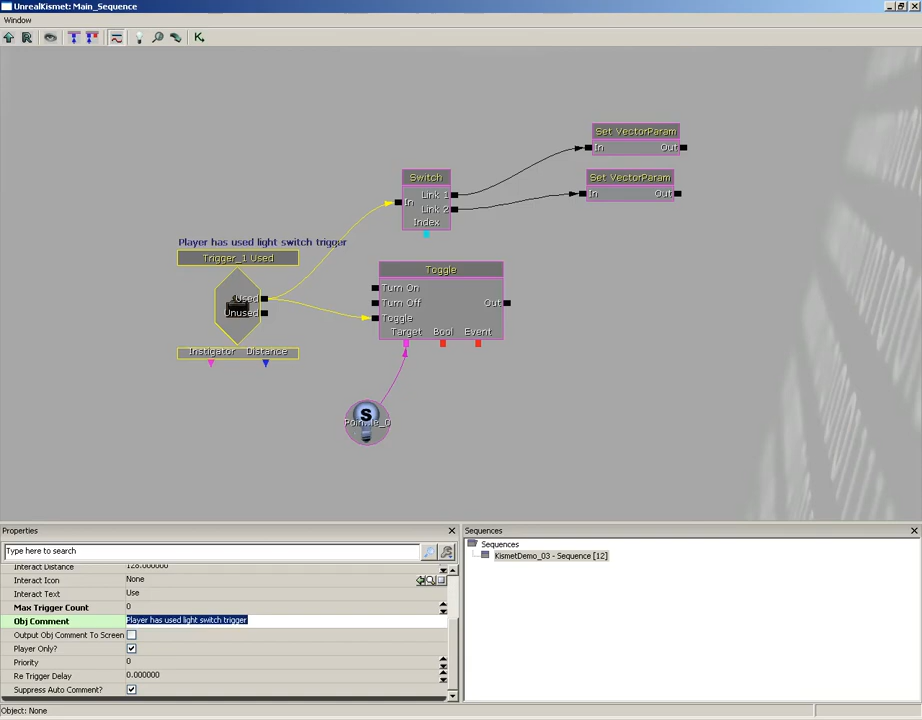 UnrealKismet: Main_Sequence
Window
Set VectorParam
In Out
Switch
Set VectorParam
Link 1
In
In Out
Link 2
Index
Player has used light switch trigger
Trigger_1 Used
Toggle
Turn On
Used
Turn Off Out
Unused
Toggle
Target Bool Event
Instigator Distance
S
Properties
Sequences
Type here to search
Sequences
KismetDemo_03 - Sequence [12]
Interact Distance 128.000000
Interact Icon None
Interact Text Use
Max Trigger Count 0
Obj Comment Player has used light switch trigger
Output Obj Comment To Screen
Player Only?
Priority 0
Re Trigger Delay 0.000000
Suppress Auto Comment?
Object: None